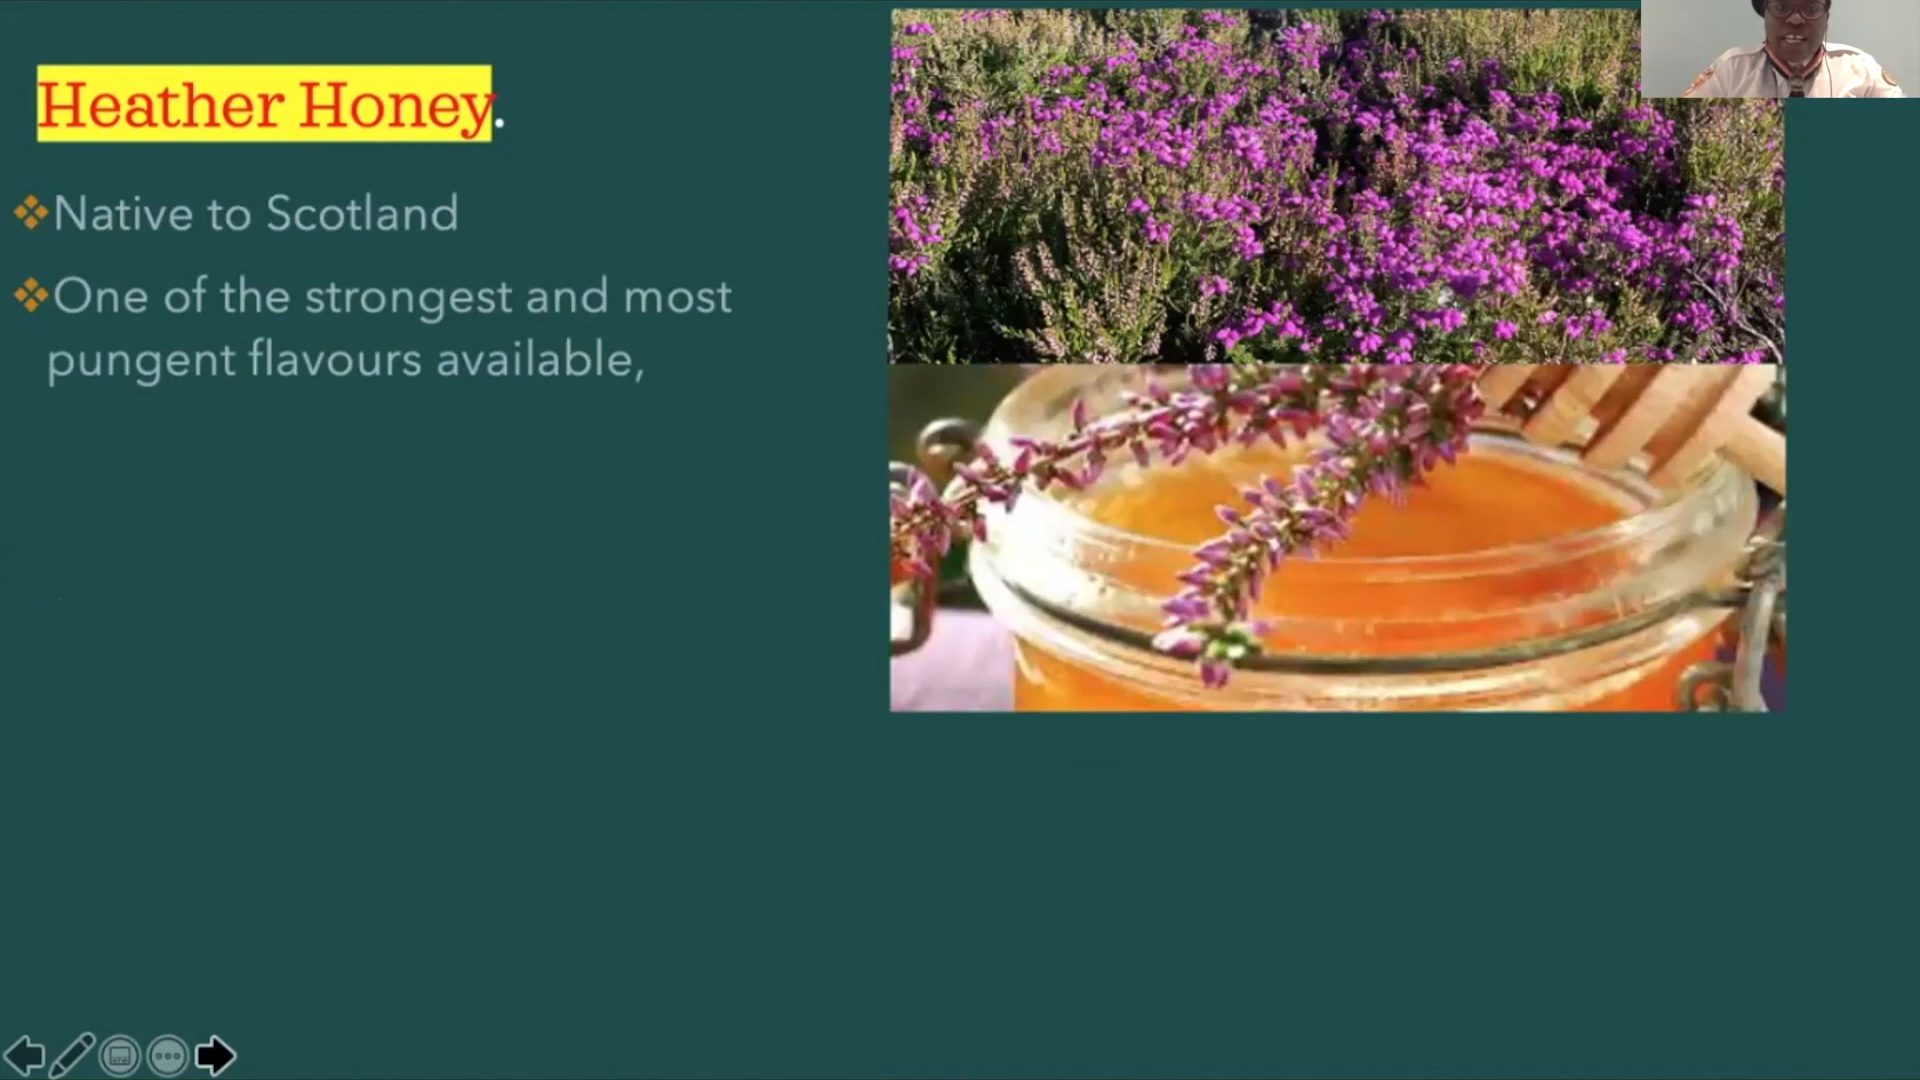 Heather Honey.
❖Native to Scotland
❖One of the strongest and most
pungent flavours available,